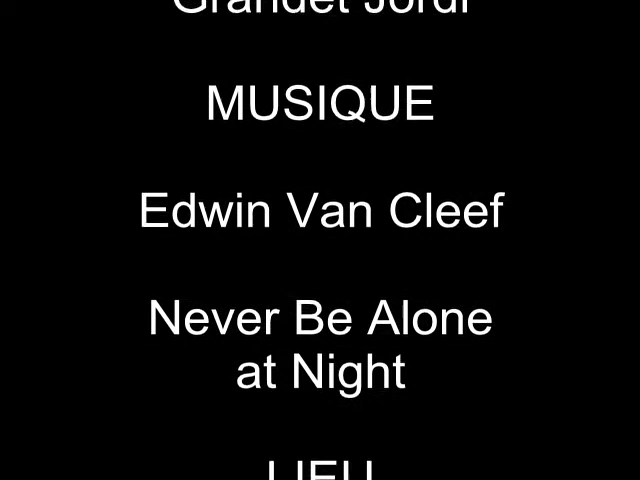 Grandet Jordi
MUSIQUE
Edwin Van Cleef
Never Be Alone
at Night
LIEU